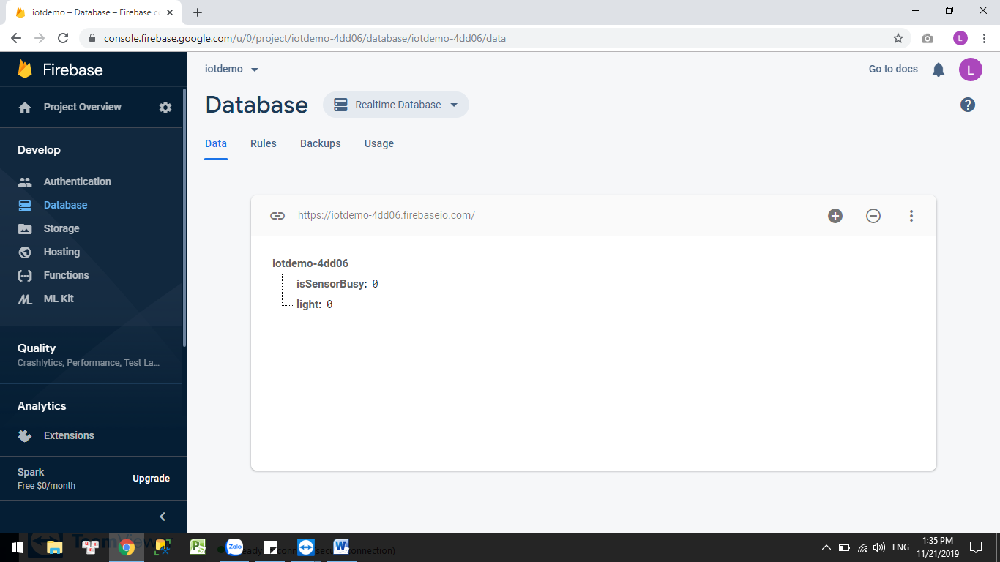 iotdemo – Database – Firebase c
console.firebase.google.com/u/0/project/iotdemo-4dd06/database/iotdemo-4dd06/data
L
Firebase
iotdemo
Go to docs
L
Project Overview
Database
Realtime Database
Develop
Data
Rules
Backups
Usage
Authentication
Database
Storage
Hosting
Functions
ML Kit
https://iotdemo-4dd06.firebaseio.com/
iotdemo-4dd06
isSensorBusy: 0
light: 0
Quality
Crashlytics, Performance, Test La...
Analytics
Extensions
Spark
Free $0/month
Upgrade
Zalo
ENG
1:35 PM
11/21/2019